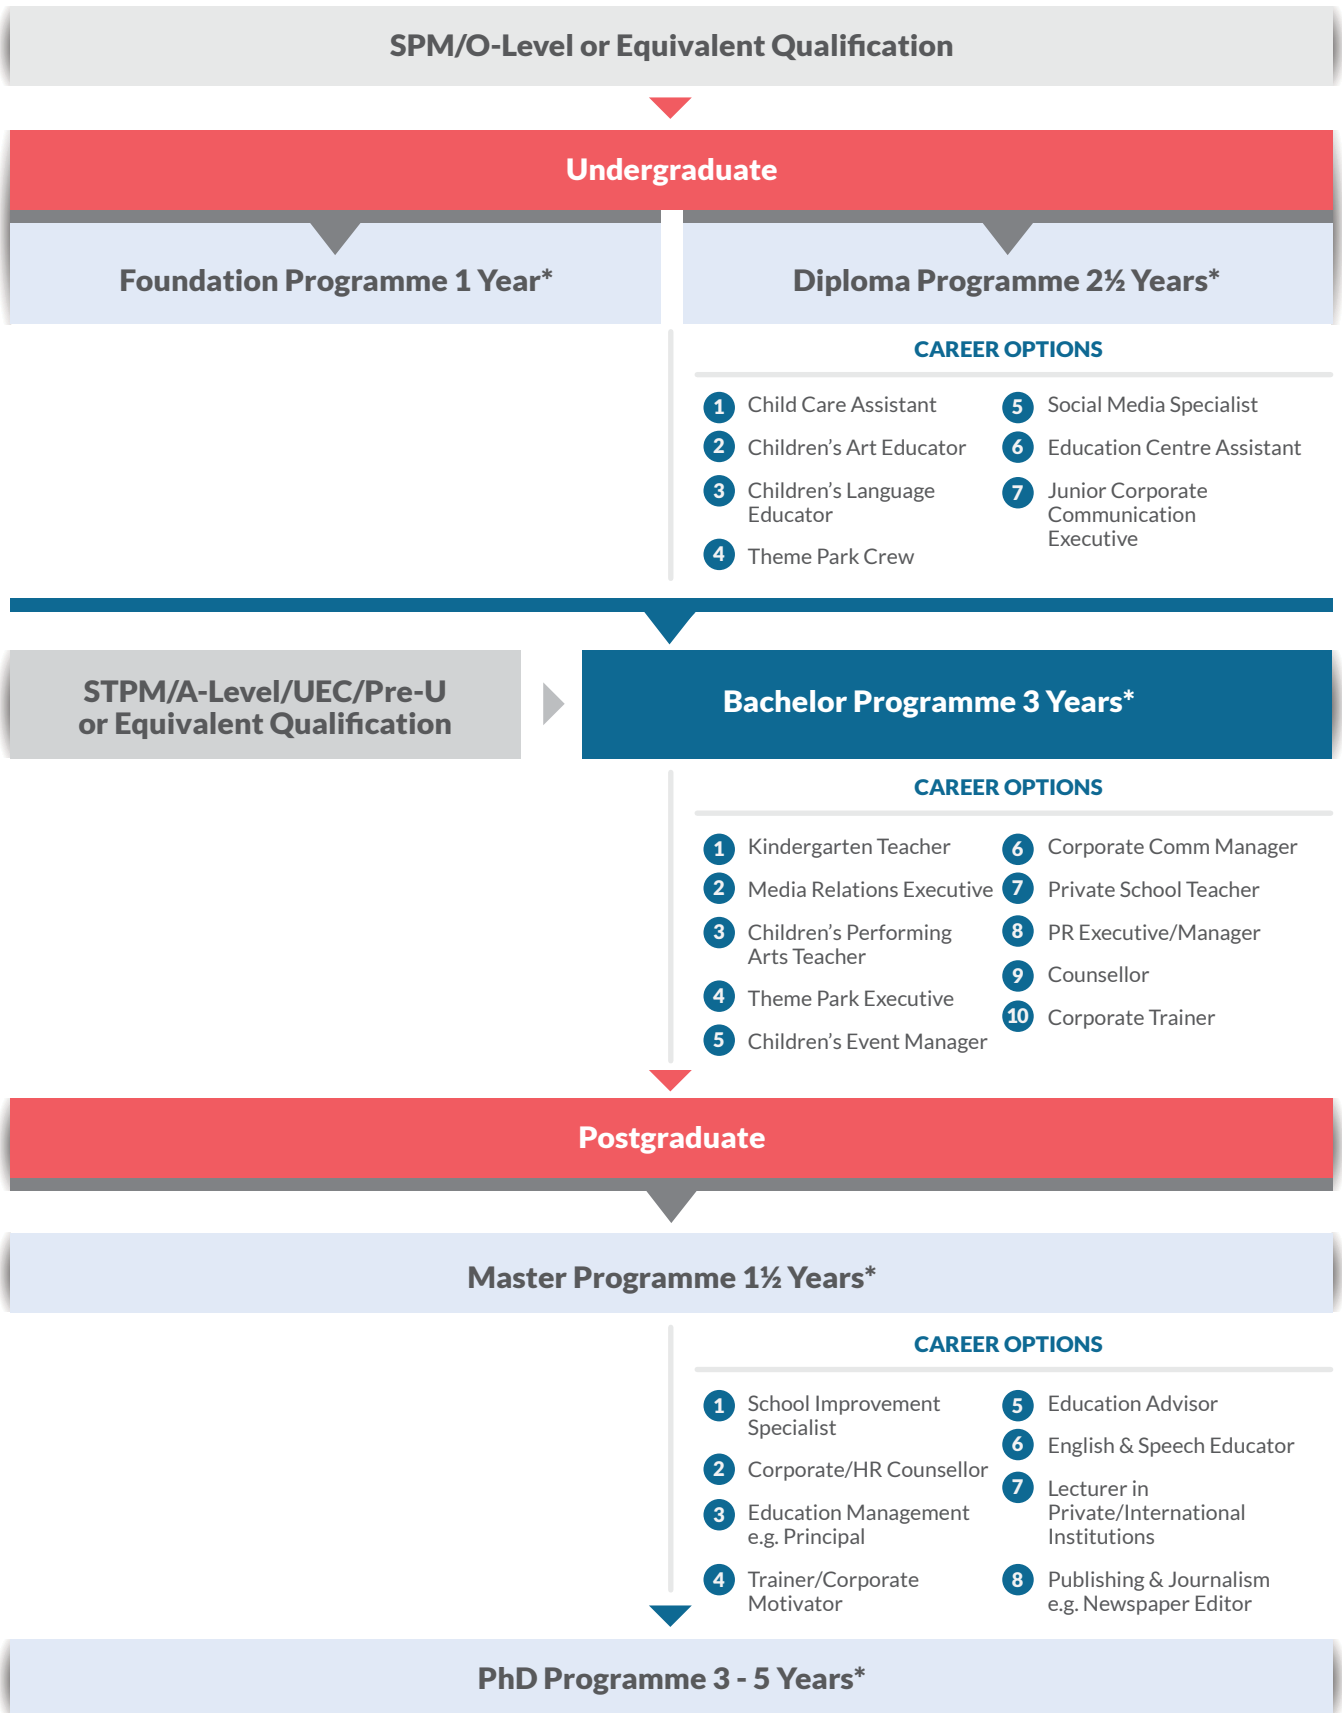 SPM/O-Level or Equivalent Qualification
Undergraduate
Foundation Programme 1 Year*
Diploma Programme 2½ Years*
CAREER OPTIONS
1 Child Care Assistant
2 Children’s Art Educator
3 Children’s Language
Educator
4 Theme Park Crew
5 Social Media Specialist
6 Education Centre Assistant
7 Junior Corporate
Communication
Executive
STPM/A-Level/UEC/Pre-U
or Equivalent Qualification
Bachelor Programme 3 Years*
CAREER OPTIONS
1 Kindergarten Teacher
2 Media Relations Executive
3 Children’s Performing
Arts Teacher
4 Theme Park Executive
5 Children’s Event Manager
6 Corporate Comm Manager
7 Private School Teacher
8 PR Executive/Manager
9 Counsellor
10 Corporate Trainer
Postgraduate
Master Programme 1½ Years*
CAREER OPTIONS
1 School Improvement
Specialist
2 Corporate/HR Counsellor
3 Education Management
e.g. Principal
4 Trainer/Corporate
Motivator
5 Education Advisor
6 English & Speech Educator
7 Lecturer in
Private/International
Institutions
8 Publishing & Journalism
e.g. Newspaper Editor
PhD Programme 3 - 5 Years*